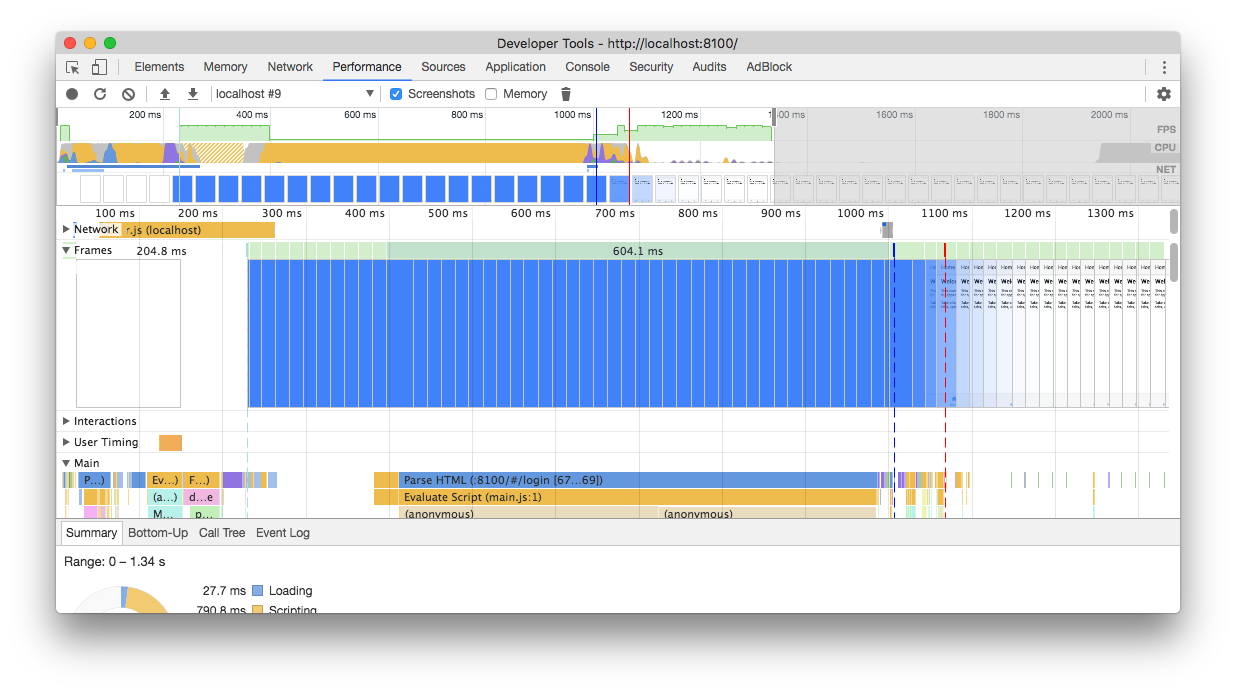 Developer Tools - http://localhost:8100/
Elements Memory Network Performance Sources Application Console Security Audits AdBlock
localhost #9 ▼ Screenshots Memory
200 ms 400 ms 600 ms 800 ms 1000 ms 1200 ms 00 ms 1600 ms 1800 ms 2000 ms
FPS
CPU
NET
100 ms 200 ms 300 ms 400 ms 500 ms 600 ms 700 ms 800 ms 900 ms 1000 ms 1100 ms 1200 ms 1300 ms
Network r.js (localhost)
Frames 204.8 ms 604.1 ms
Interactions
User Timing
Main
P…) Ev…) F…) Parse HTML (:8100/#/login [67…69])
(a…) d…e Evaluate Script (main.js:1)
M… p… (anonymous) (anonymous)
Summary Bottom-Up Call Tree Event Log
Range: 0 – 1.34 s
27.7 ms Loading
790.8 ms Scripting